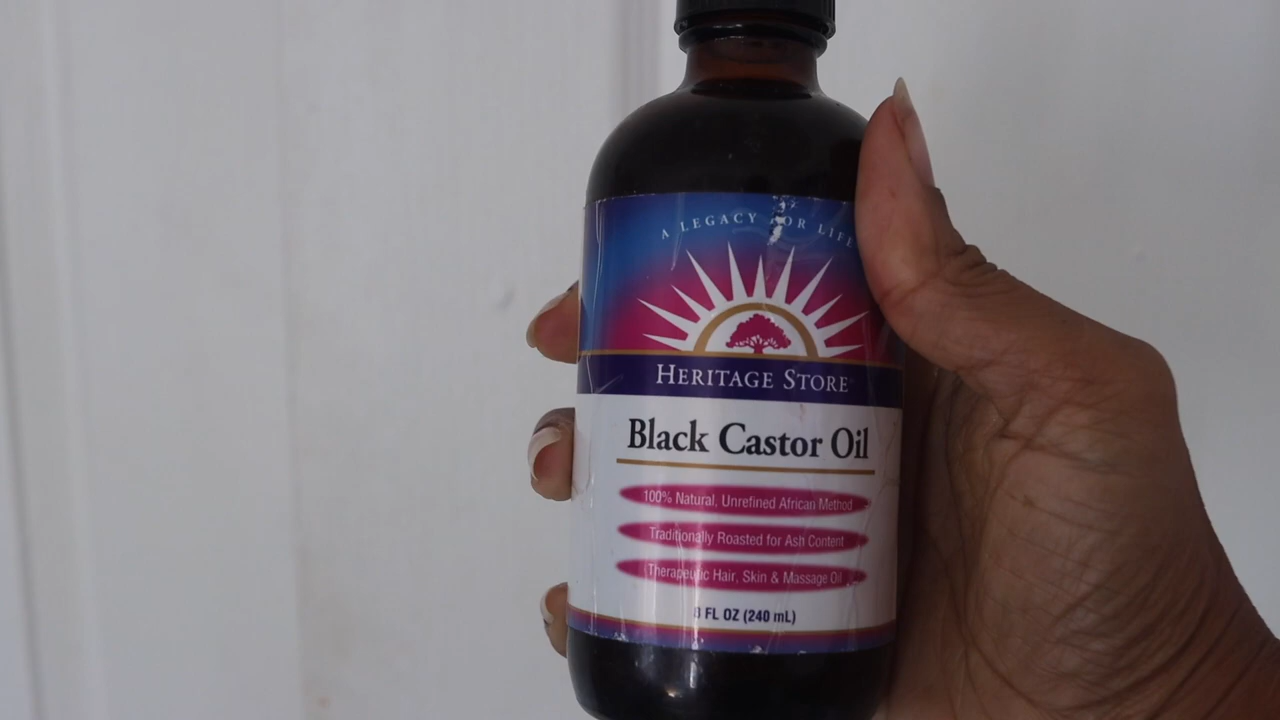 A LEGACY FOR LIFE
HERITAGE STORE
Black Castor Oil
100% Natural, Unrefined African Method
Traditionally Roasted for Ash Content
Therapeutic Hair, Skin & Massage Oil
8 FL OZ (240 mL)